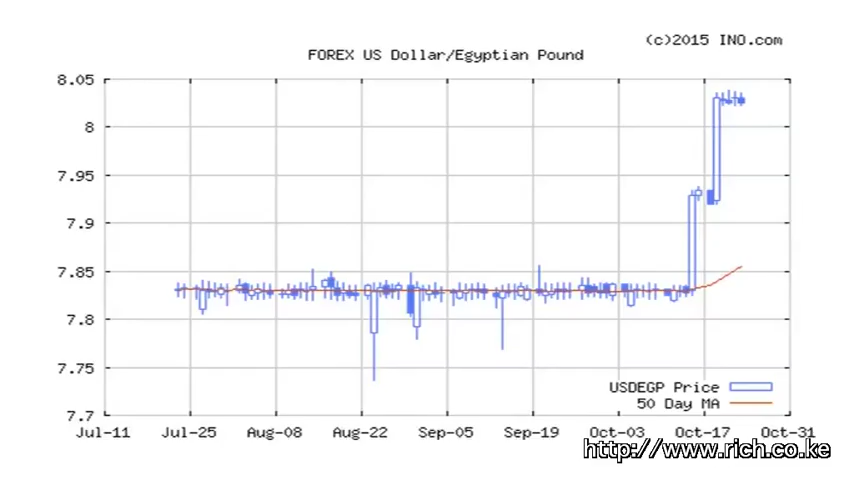 (c)2015 INO.com
FOREX US Dollar/Egyptian Pound
8.05
8
7.95
7.9
7.85
7.8
7.75
7.7
USDEGP Price
50 Day MA
Jul-11 Jul-25 Aug-08 Aug-22 Sep-05 Sep-19 Oct-03 Oct-17 Oct-31
http://www.rich.co.ke